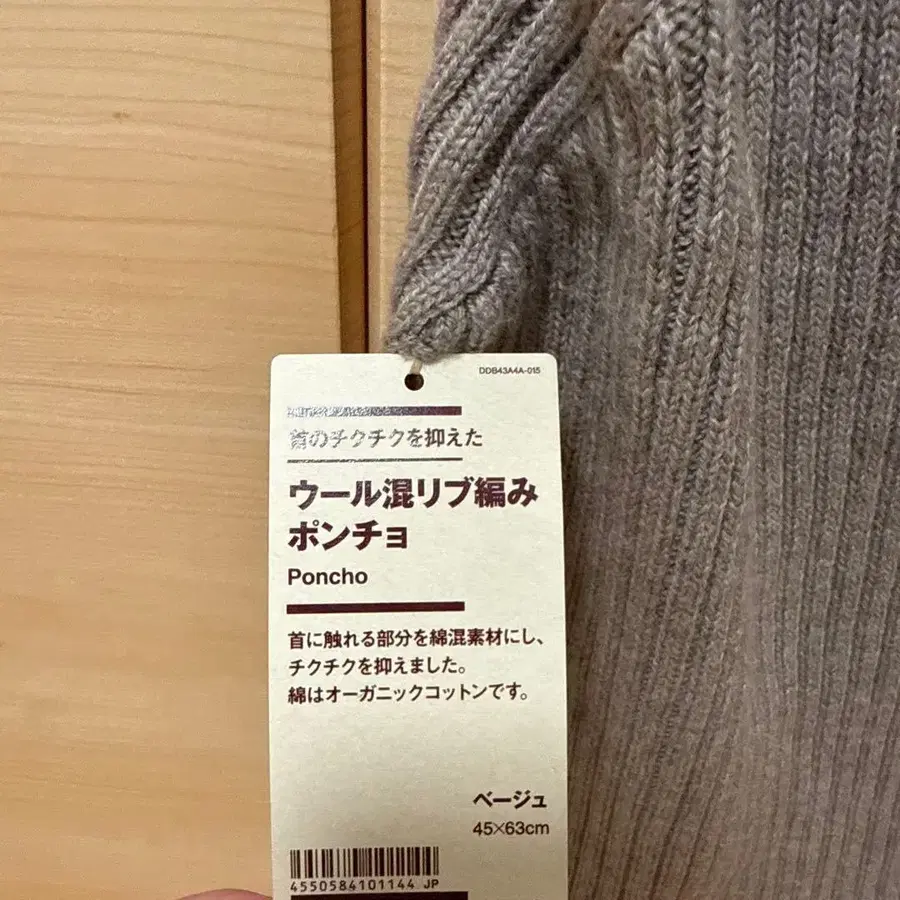 DDB43A4A-015
首のチクチクを抑えた
ウール混リブ編み
ポンチョ
Poncho
首に触れる部分を綿混素材にし、
チクチクを抑えました。
綿はオーガニックコットンです。
ベージュ
45×63cm
4550584101144 JP